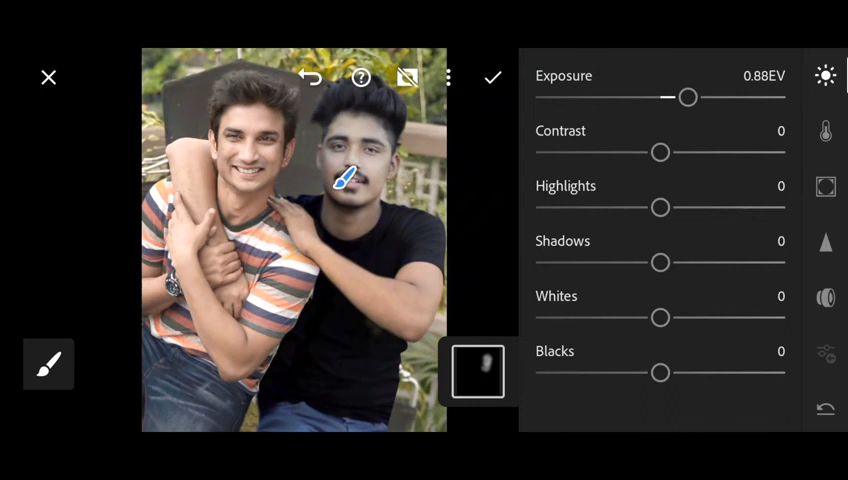 Exposure 0.88EV
Contrast 0
Highlights 0
Shadows 0
Whites 0
Blacks 0